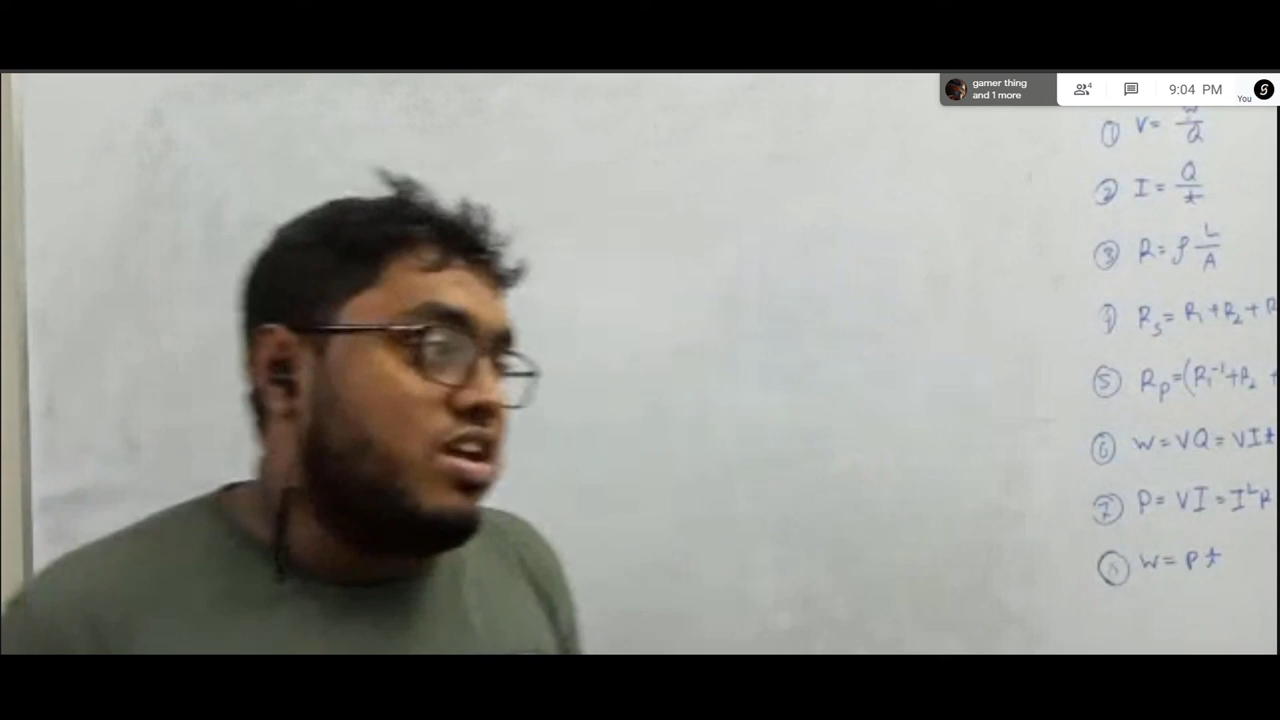 gamer thing
and 1 more
4
9:04 PM
You
① V = W/Q
② I = Q/t
③ R = ρ L/A
④ Rs = R1 + R2 + R
⑤ Rp = (R1⁻¹ + R2 +
⑥ W = VQ = VIt
⑦ P = VI = I²R
⑧ W = Pt